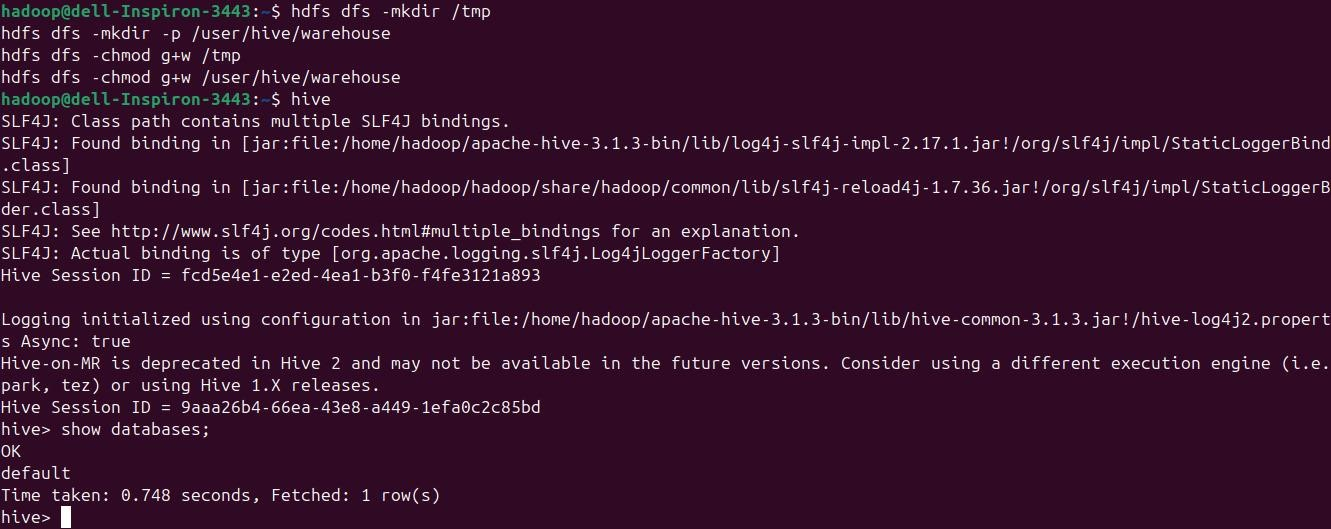 hadoop@dell-Inspiron-3443:~$ hdfs dfs -mkdir /tmp
hdfs dfs -mkdir -p /user/hive/warehouse
hdfs dfs -chmod g+w /tmp
hdfs dfs -chmod g+w /user/hive/warehouse
hadoop@dell-Inspiron-3443:~$ hive
SLF4J: Class path contains multiple SLF4J bindings.
SLF4J: Found binding in [jar:file:/home/hadoop/apache-hive-3.1.3-bin/lib/log4j-slf4j-impl-2.17.1.jar!/org/slf4j/impl/StaticLoggerBind
.class]
SLF4J: Found binding in [jar:file:/home/hadoop/hadoop/share/hadoop/common/lib/slf4j-reload4j-1.7.36.jar!/org/slf4j/impl/StaticLoggerB
der.class]
SLF4J: See http://www.slf4j.org/codes.html#multiple_bindings for an explanation.
SLF4J: Actual binding is of type [org.apache.logging.slf4j.Log4jLoggerFactory]
Hive Session ID = fcd5e4e1-e2ed-4ea1-b3f0-f4fe3121a893
Logging initialized using configuration in jar:file:/home/hadoop/apache-hive-3.1.3-bin/lib/hive-common-3.1.3.jar!/hive-log4j2.propert
s Async: true
Hive-on-MR is deprecated in Hive 2 and may not be available in the future versions. Consider using a different execution engine (i.e.
park, tez) or using Hive 1.X releases.
Hive Session ID = 9aaa26b4-66ea-43e8-a449-1efa0c2c85bd
hive> show databases;
OK
default
Time taken: 0.748 seconds, Fetched: 1 row(s)
hive>